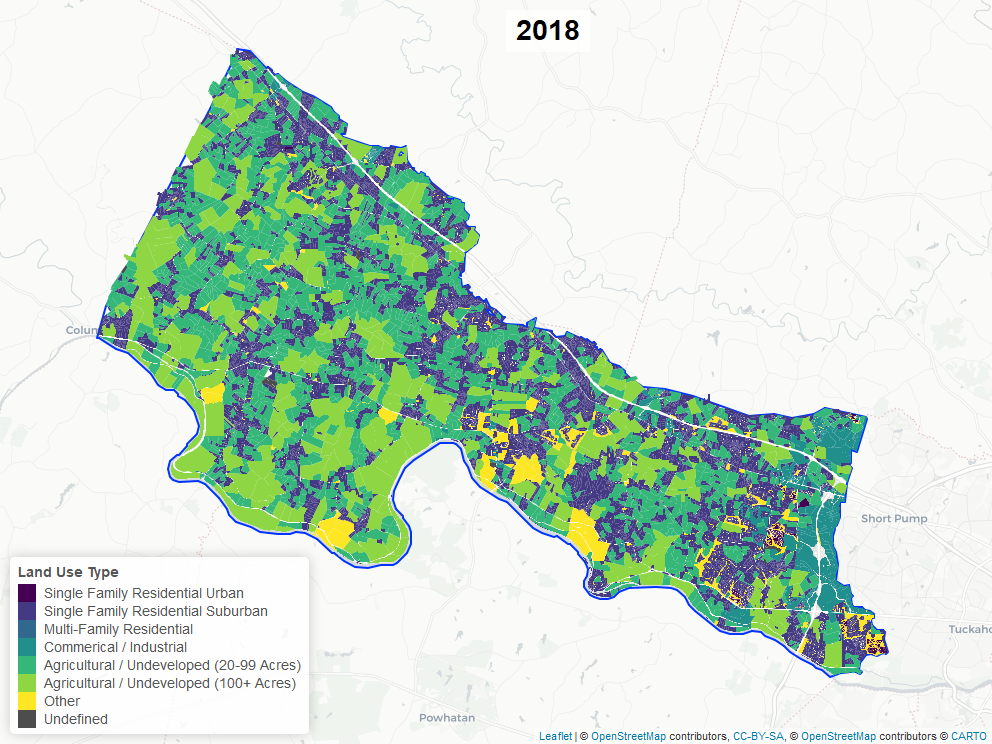 2018
Colum
Short Pump
Tuckaho
Powhatan
Land Use Type
Single Family Residential Urban
Single Family Residential Suburban
Multi-Family Residential
Commerical / Industrial
Agricultural / Undeveloped (20-99 Acres)
Agricultural / Undeveloped (100+ Acres)
Other
Undefined
Leaflet | © OpenStreetMap contributors, CC-BY-SA, © OpenStreetMap contributors © CARTO